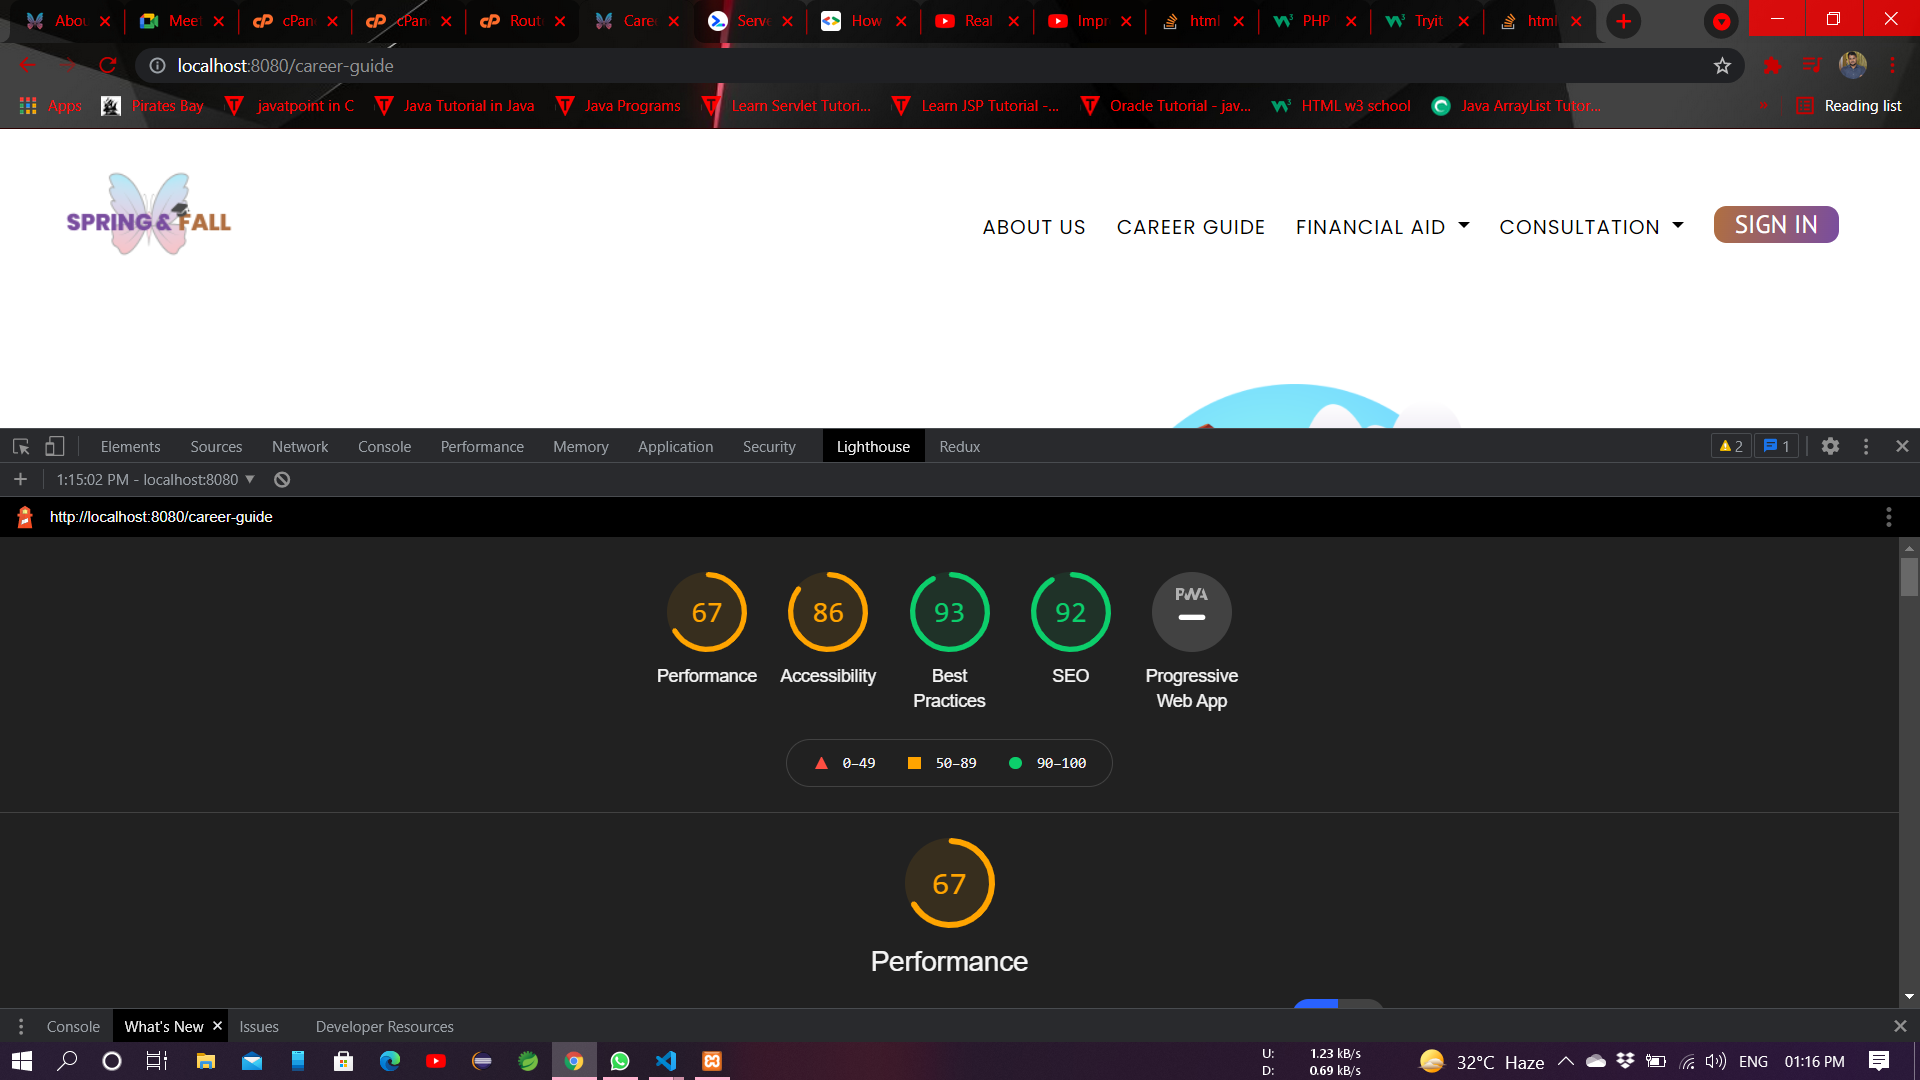 Abou Meet cPan cPan Rout Caree Serve How Real Impr html PHP Tryit html
localhost:8080/career-guide
Apps Pirates Bay javatpoint in C Java Tutorial in Java Java Programs Learn Servlet Tutori... Learn JSP Tutorial -... Oracle Tutorial - jav... HTML w3 school Java ArrayList Tutor... » Reading list
SPRING & FALL
ABOUT US CAREER GUIDE FINANCIAL AID CONSULTATION SIGN IN
Elements Sources Network Console Performance Memory Application Security Lighthouse Redux 2 1
1:15:02 PM - localhost:8080
http://localhost:8080/career-guide
67 86 93 92 PWA
Performance Accessibility Best Practices SEO Progressive Web App
0–49 50–89 90–100
67
Performance
Console What's New Issues Developer Resources
U: 1.23 kB/s
D: 0.69 kB/s
32°C Haze ENG 01:16 PM